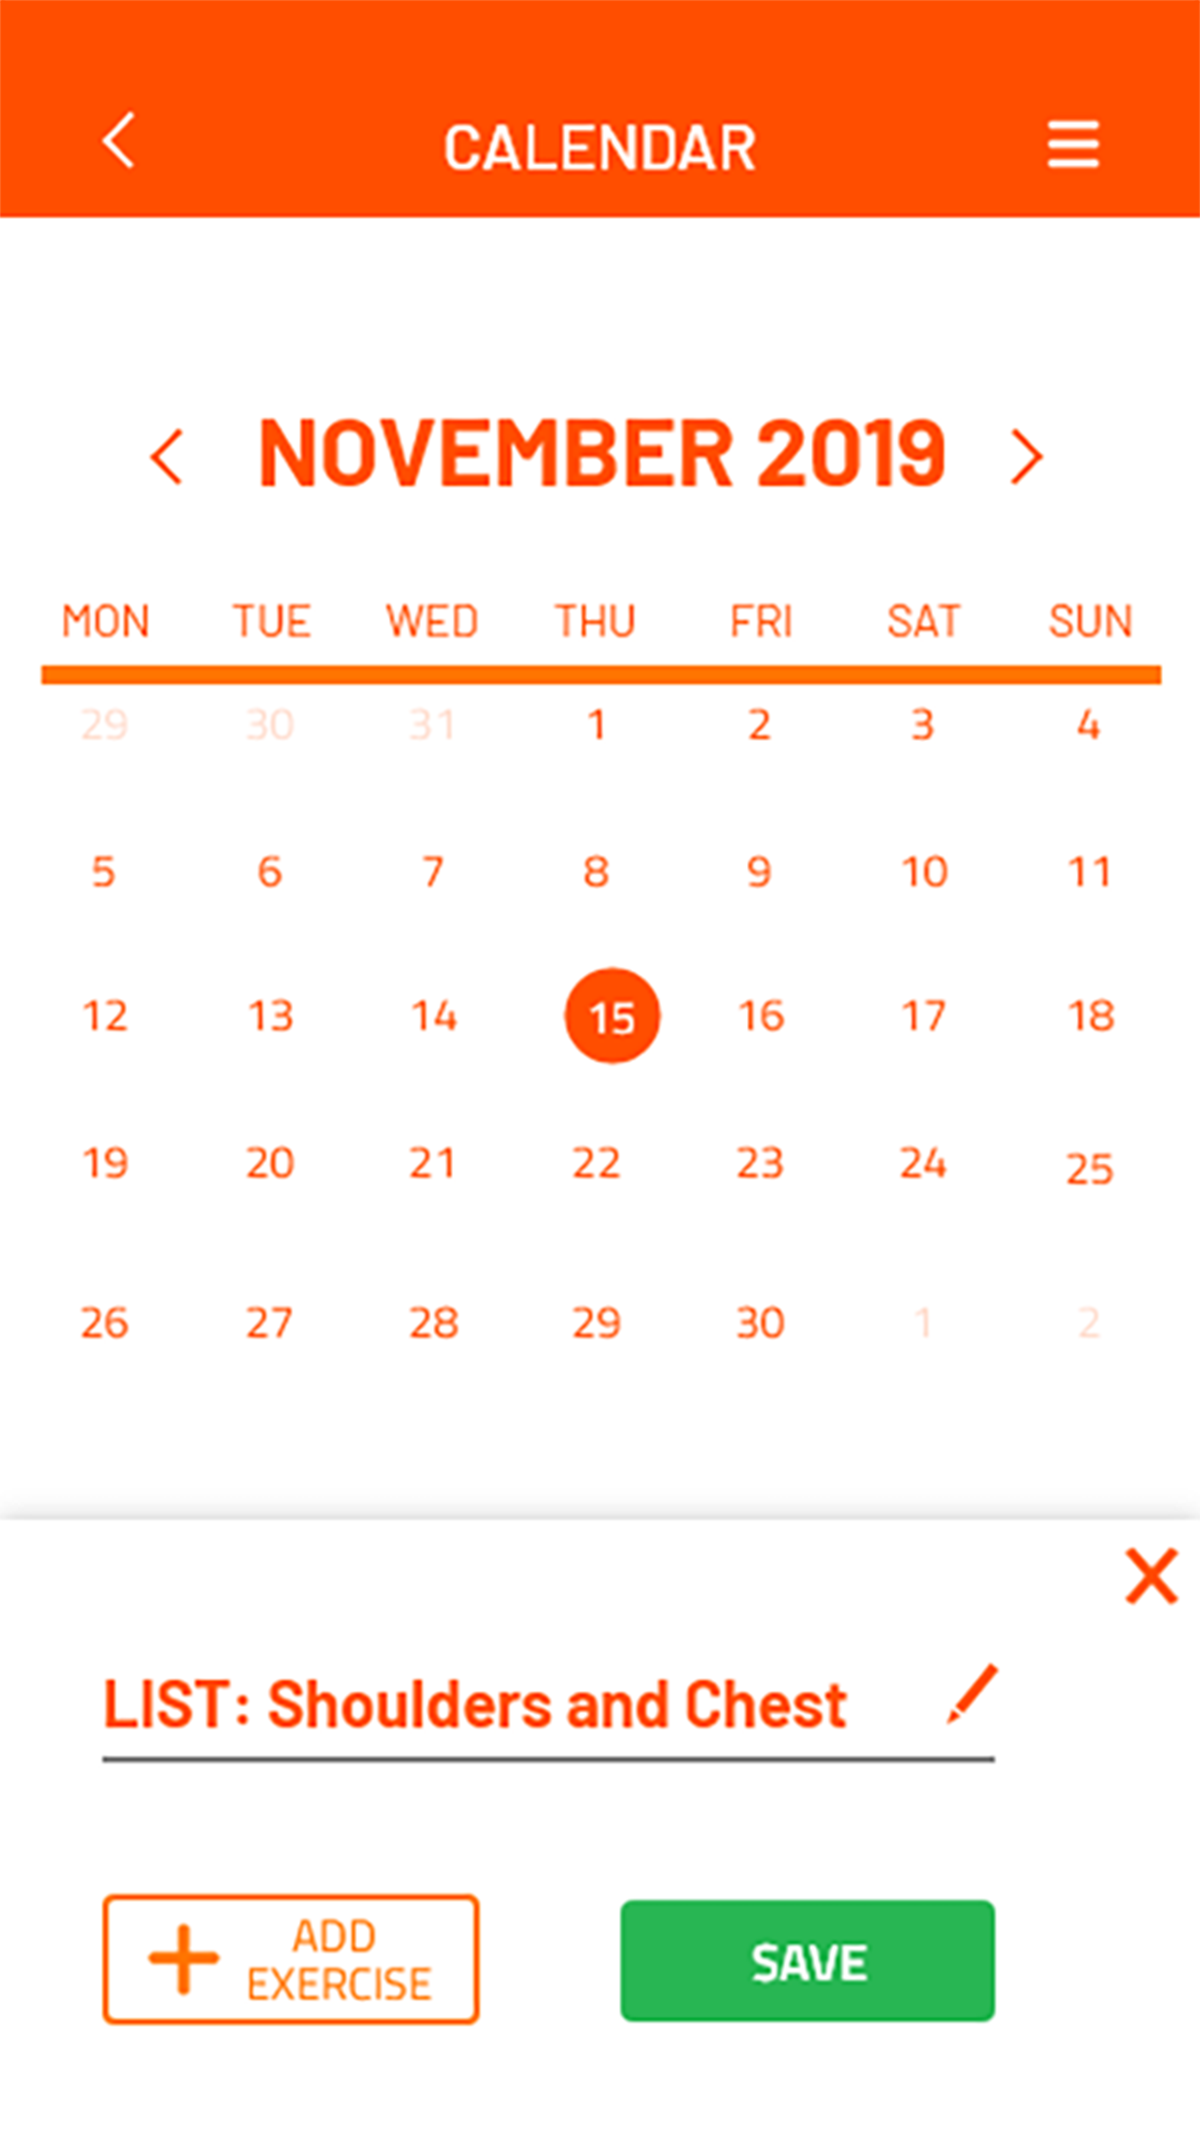 CALENDAR
NOVEMBER 2019
MON TUE WED THU FRI SAT SUN
29 30 31 1 2 3 4
5 6 7 8 9 10 11
12 13 14 15 16 17 18
19 20 21 22 23 24 25
26 27 28 29 30 1 2
LIST: Shoulders and Chest
ADD
EXERCISE
SAVE